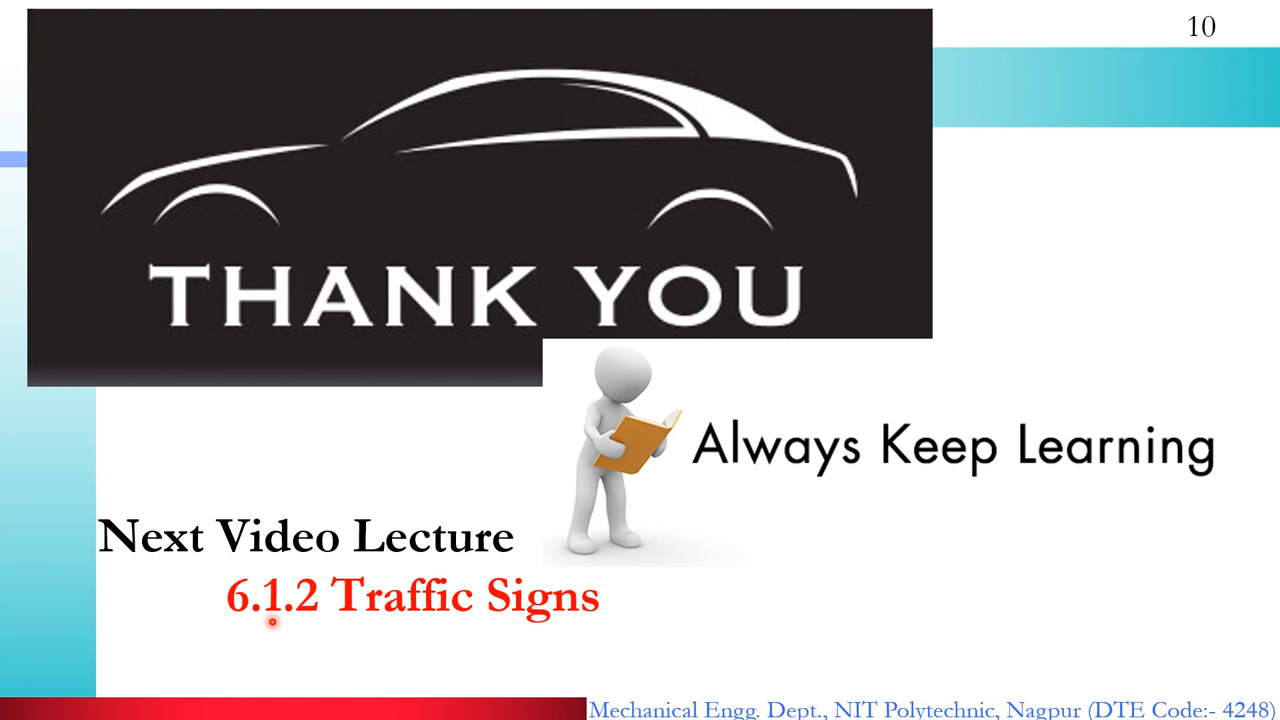 10
THANK YOU
Always Keep Learning
Next Video Lecture
6.1.2 Traffic Signs
Mechanical Engg. Dept., NIT Polytechnic, Nagpur (DTE Code:- 4248)